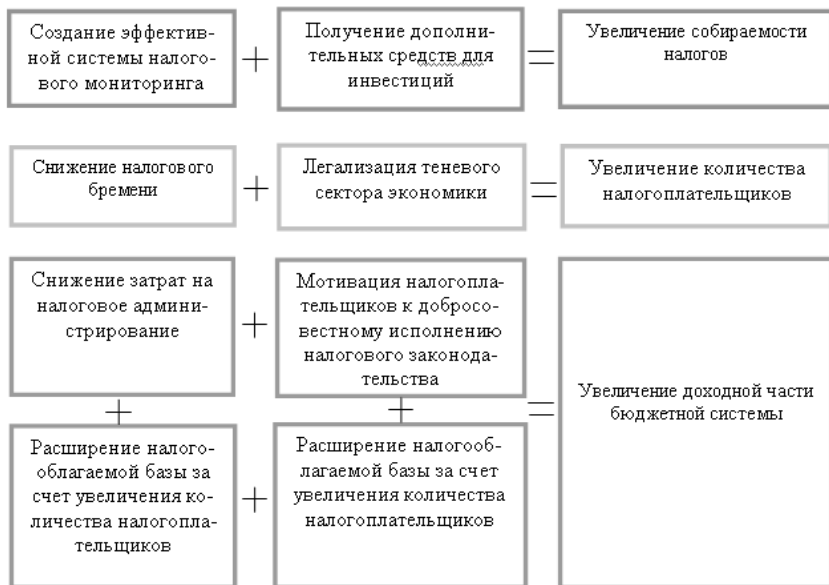 Создание эффектив-
ной системы налого-
вого мониторинга
+
Получение дополни-
тельных средств для
инвестиций
=
Увеличение собираемости
налогов
Снижение налогового
бремени
+
Легализация теневого
сектора экономики
=
Увеличение количества
налогоплательщиков
Снижение затрат на
налоговое админи-
стрирование
+
Мотивация налогопла-
тельщиков к добросо-
вестному исполнению
налогового законода-
тельства
+
+
=
Увеличение доходной части
бюджетной системы
Расширение налого-
облагаемой базы за
счет увеличения ко-
личества налогопла-
тельщиков
+
Расширение налогооб-
лагаемой базы за счет
увеличения количества
налогоплательщиков